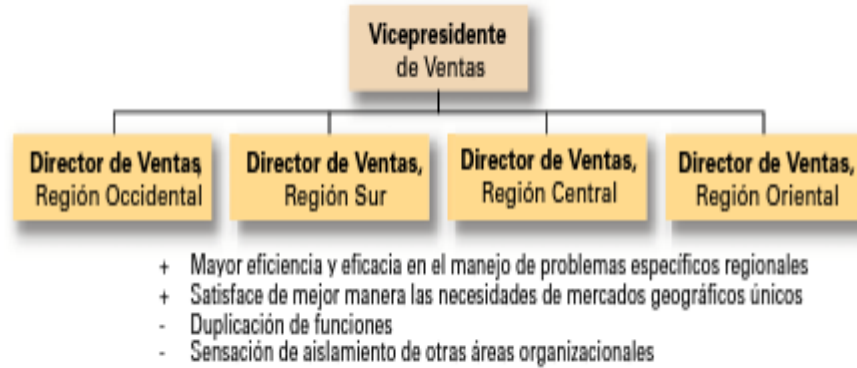 Vicepresidente
de Ventas
Director de Ventas,
Región Occidental
Director de Ventas,
Región Sur
Director de Ventas,
Región Central
Director de Ventas,
Región Oriental
+ Mayor eficiencia y eficacia en el manejo de problemas específicos regionales
+ Satisface de mejor manera las necesidades de mercados geográficos únicos
- Duplicación de funciones
- Sensación de aislamiento de otras áreas organizacionales